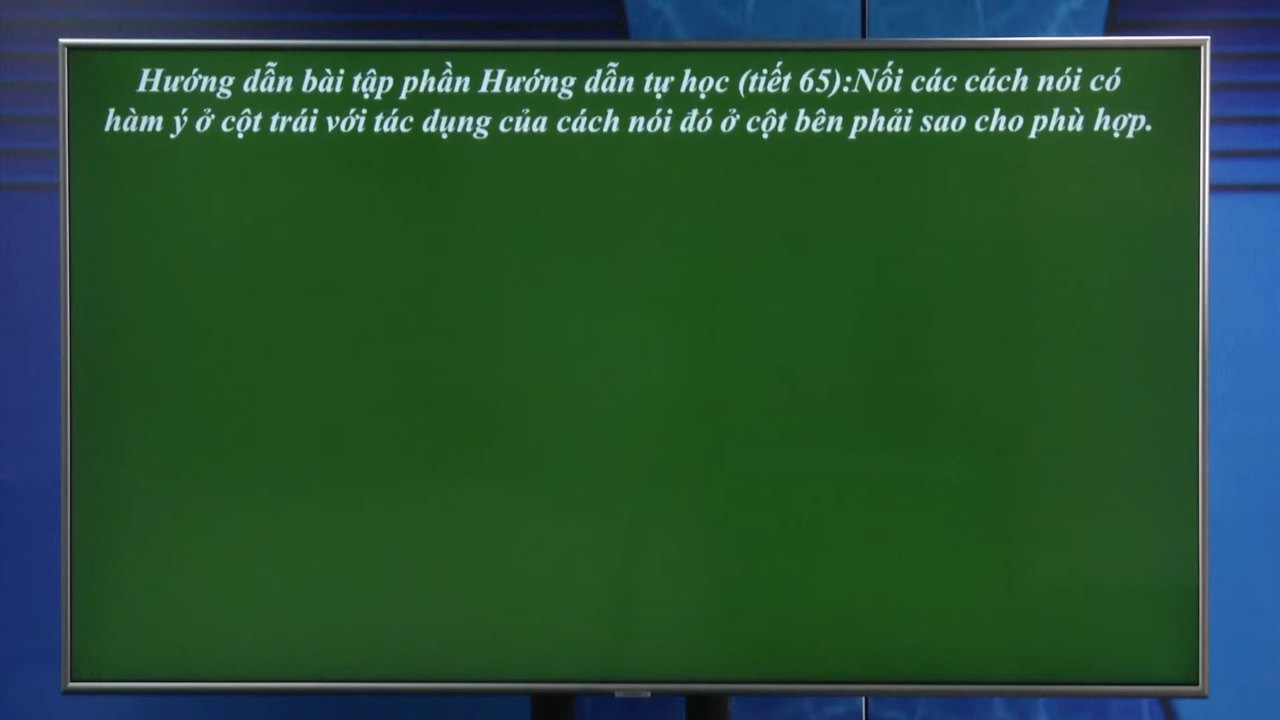 Hướng dẫn bài tập phần Hướng dẫn tự học (tiết 65):Nối các cách nói có
hàm ý ở cột trái với tác dụng của cách nói đó ở cột bên phải sao cho phù hợp.